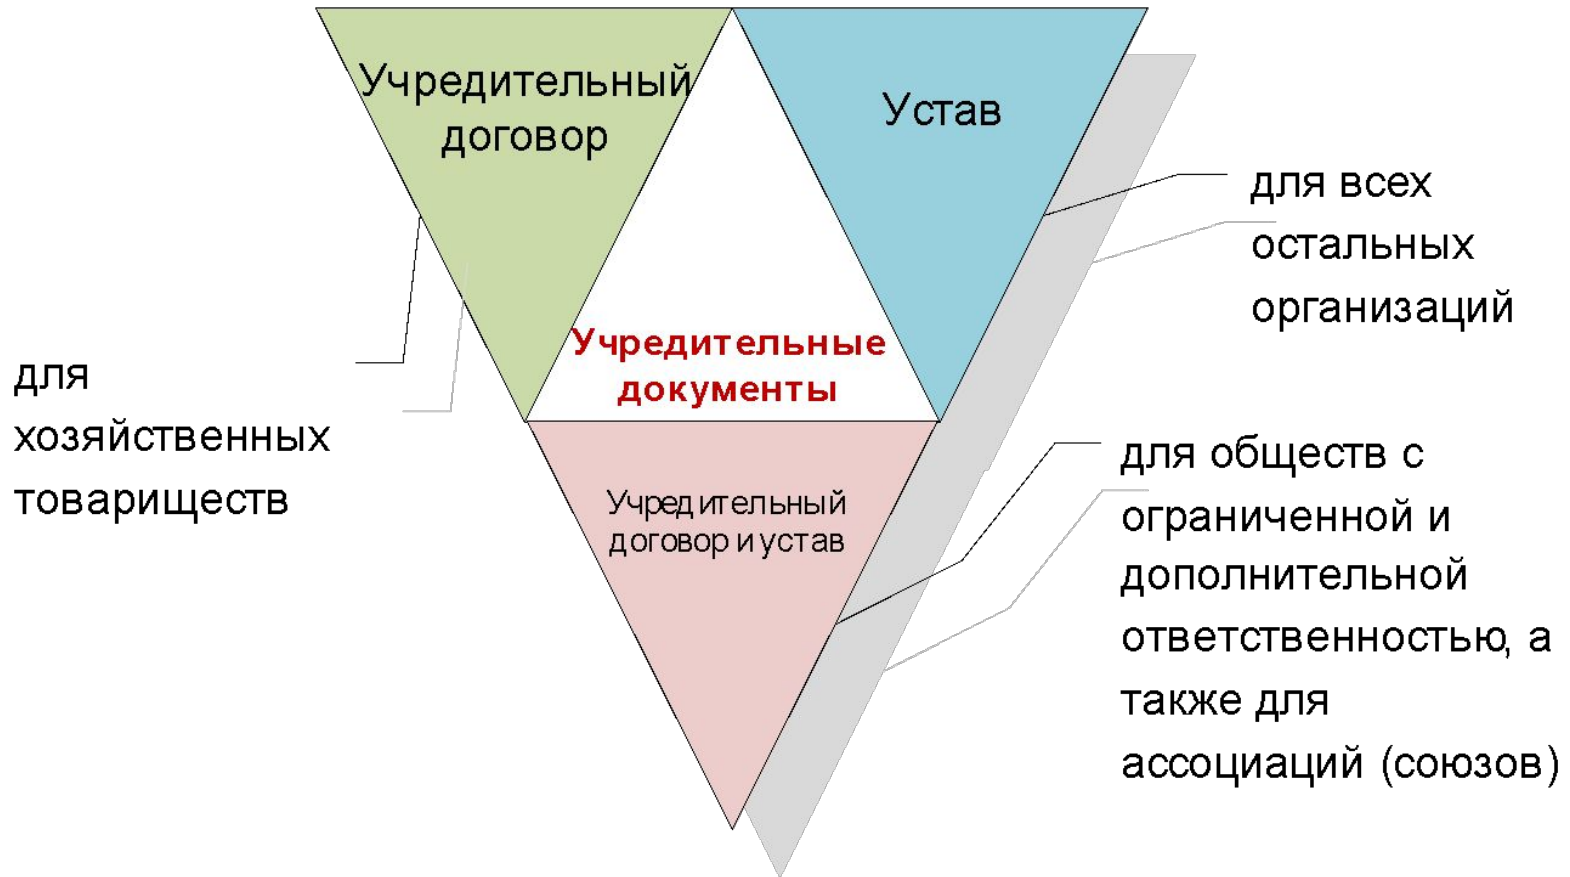 Учредительный
договор
Устав
для всех
остальных
организаций
Учредительные
документы
для
хозяйственных
товариществ
Учредительный
договор и устав
для обществ с
ограниченной и
дополнительной
ответственностью, а
также для
ассоциаций (союзов)